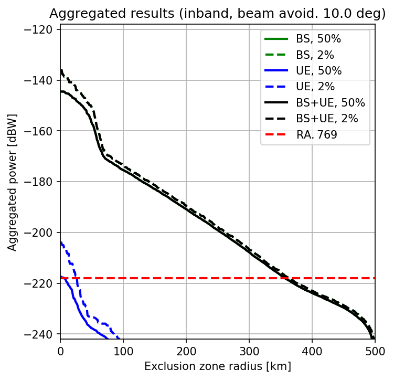 Aggregated results (inband, beam avoid. 10.0 deg)
−120
−140
−160
−180
−200
−220
−240
Aggregated power [dBW]
BS, 50%
BS, 2%
UE, 50%
UE, 2%
BS+UE, 50%
BS+UE, 2%
RA. 769
0 100 200 300 400 500
Exclusion zone radius [km]